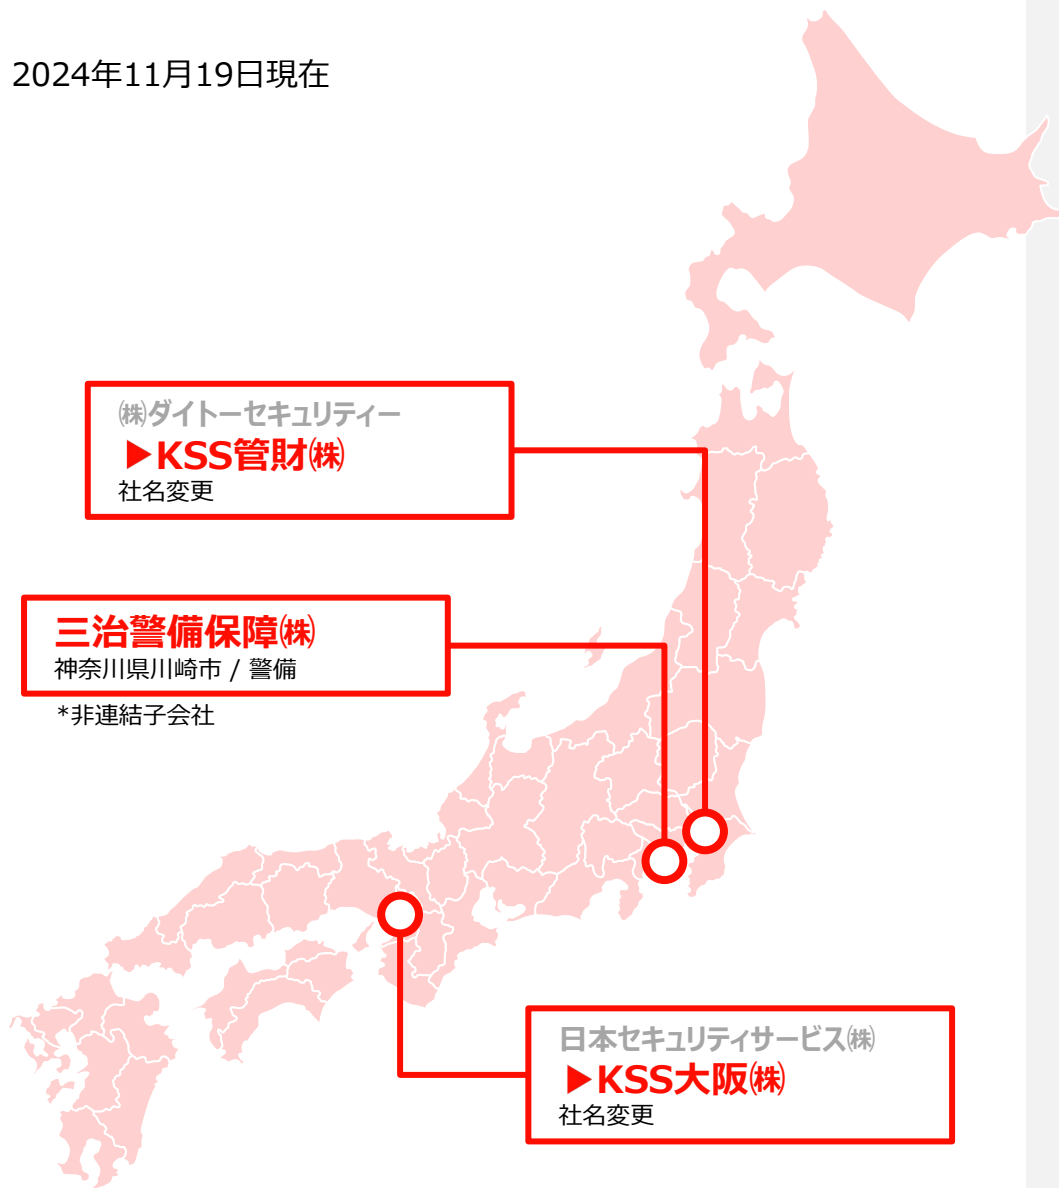 2024年11月19日現在
㈱ダイトーセキュリティー
▶KSS管財㈱
社名変更
三治警備保障㈱
神奈川県川崎市 / 警備
*非連結子会社
日本セキュリティサービス㈱
▶KSS大阪㈱
社名変更